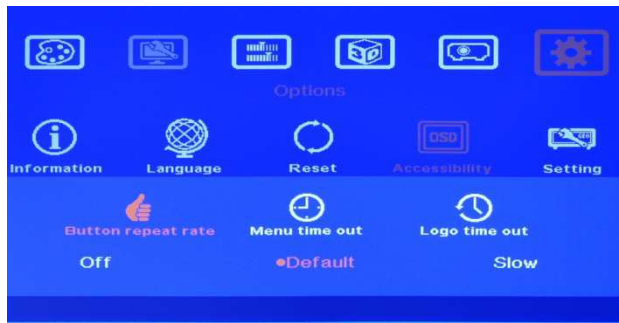 3D
Options
OSD
Information Language Reset Accessibility Setting
Button repeat rate Menu time out Logo time out
Off Default Slow